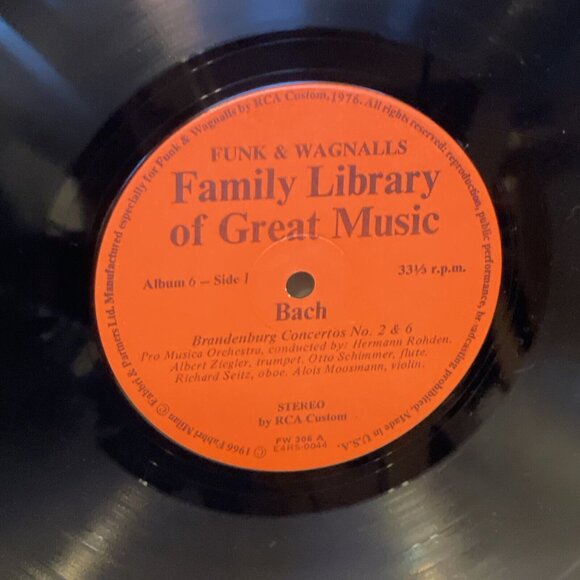 © 1966 Fabbri Milan © Fabbri & Partners Ltd. Manufactured especially for Funk & Wagnalls by RCA Custom, 1976. All rights reserved; reproduction, public performance, broadcasting prohibited. Made in U.S.A.
FUNK & WAGNALLS
Family Library
of Great Music
Album 6 – Side 1
33⅓ r.p.m.
Bach
Brandenburg Concertos No. 2 & 6
Pro Musica Orchestra, conducted by: Hermann Rohden.
Albert Ziegler, trumpet. Otto Schimmer, flute.
Richard Seitz, oboe. Alois Moosmann, violin.
STEREO
by RCA Custom
FW 306 A
E4RS-0044